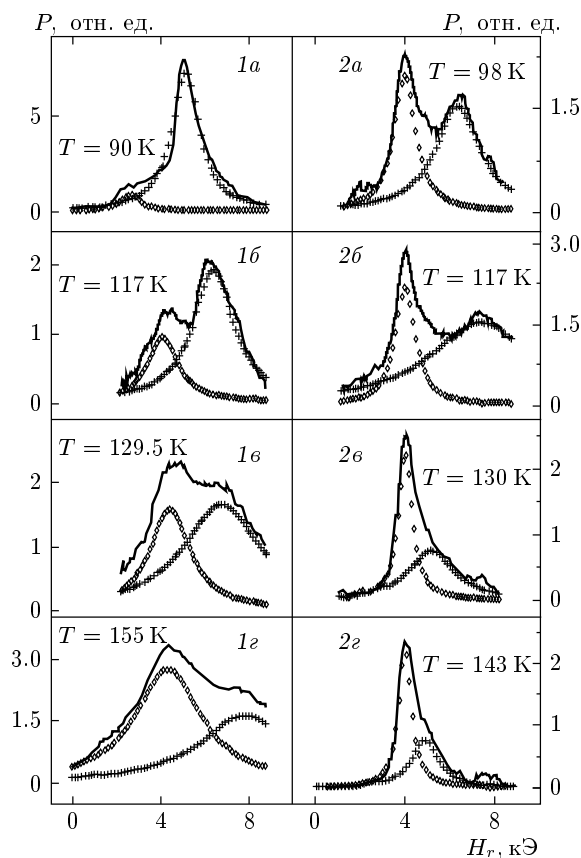 P, отн. ед. P, отн. ед.
1а 2а
T = 98 K
5 1.5
T = 90 K
0 0
3.0
2 1б 2б
T = 117 K T = 117 K
1 1.5
0 0
T = 129.5 K 1в 2в
2 T = 130 K 2
1 1
0 0
T = 155 K 1г 2г
3.0 T = 143 K 2
1.5 1
0 0
0 4 8 0 4 8
H_r, кЭ